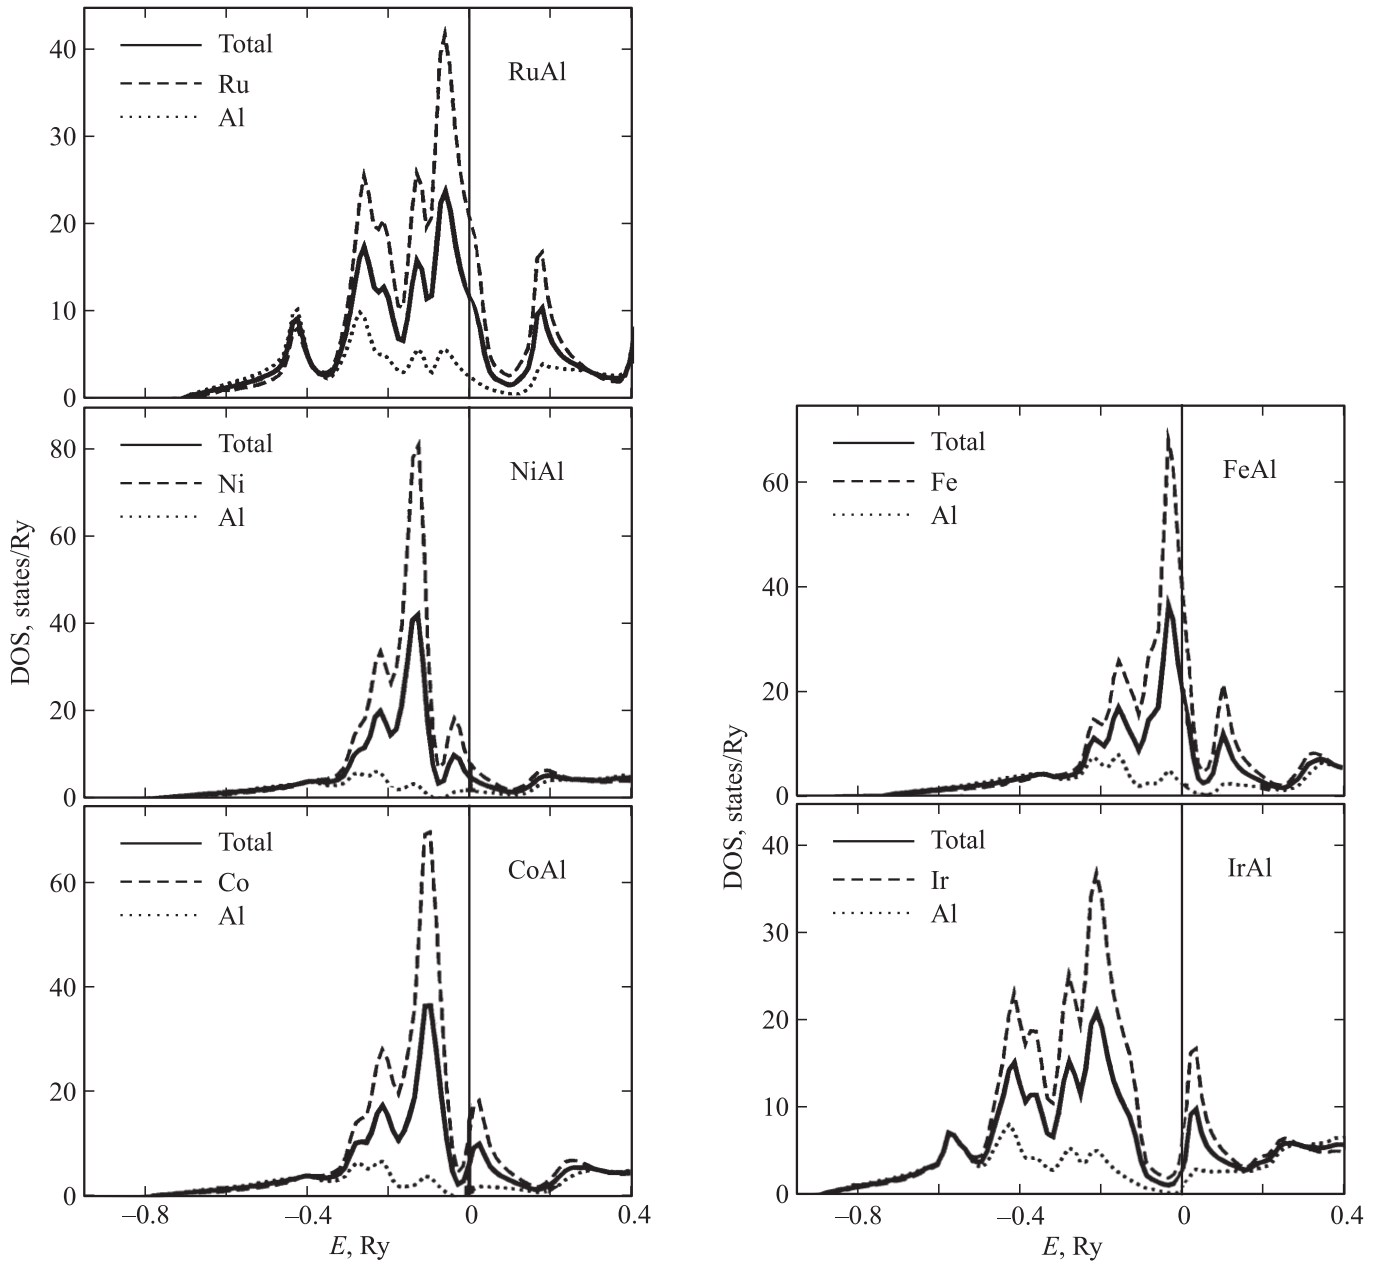 40
30
20
10
0
Total
Ru
Al
RuAl
80
60
40
20
0
Total
Ni
Al
NiAl
DOS, states/Ry
60
40
20
0
Total
Co
Al
CoAl
–0.8
–0.4
0
0.4
E, Ry
60
40
20
0
Total
Fe
Al
FeAl
DOS, states/Ry
40
30
20
10
0
Total
Ir
Al
IrAl
–0.8
–0.4
0
0.4
E, Ry